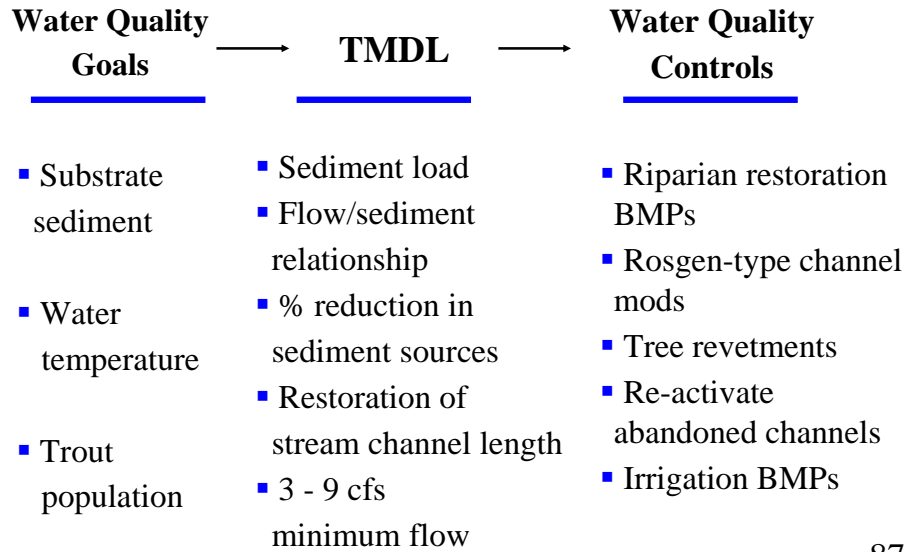 Water Quality
Goals
TMDL
Water Quality
Controls
▪ Substrate
sediment
▪ Water
temperature
▪ Trout
population
▪ Sediment load
▪ Flow/sediment
relationship
▪ % reduction in
sediment sources
▪ Restoration of
stream channel length
▪ 3 - 9 cfs
minimum flow
▪ Riparian restoration
BMPs
▪ Rosgen-type channel
mods
▪ Tree revetments
▪ Re-activate
abandoned channels
▪ Irrigation BMPs